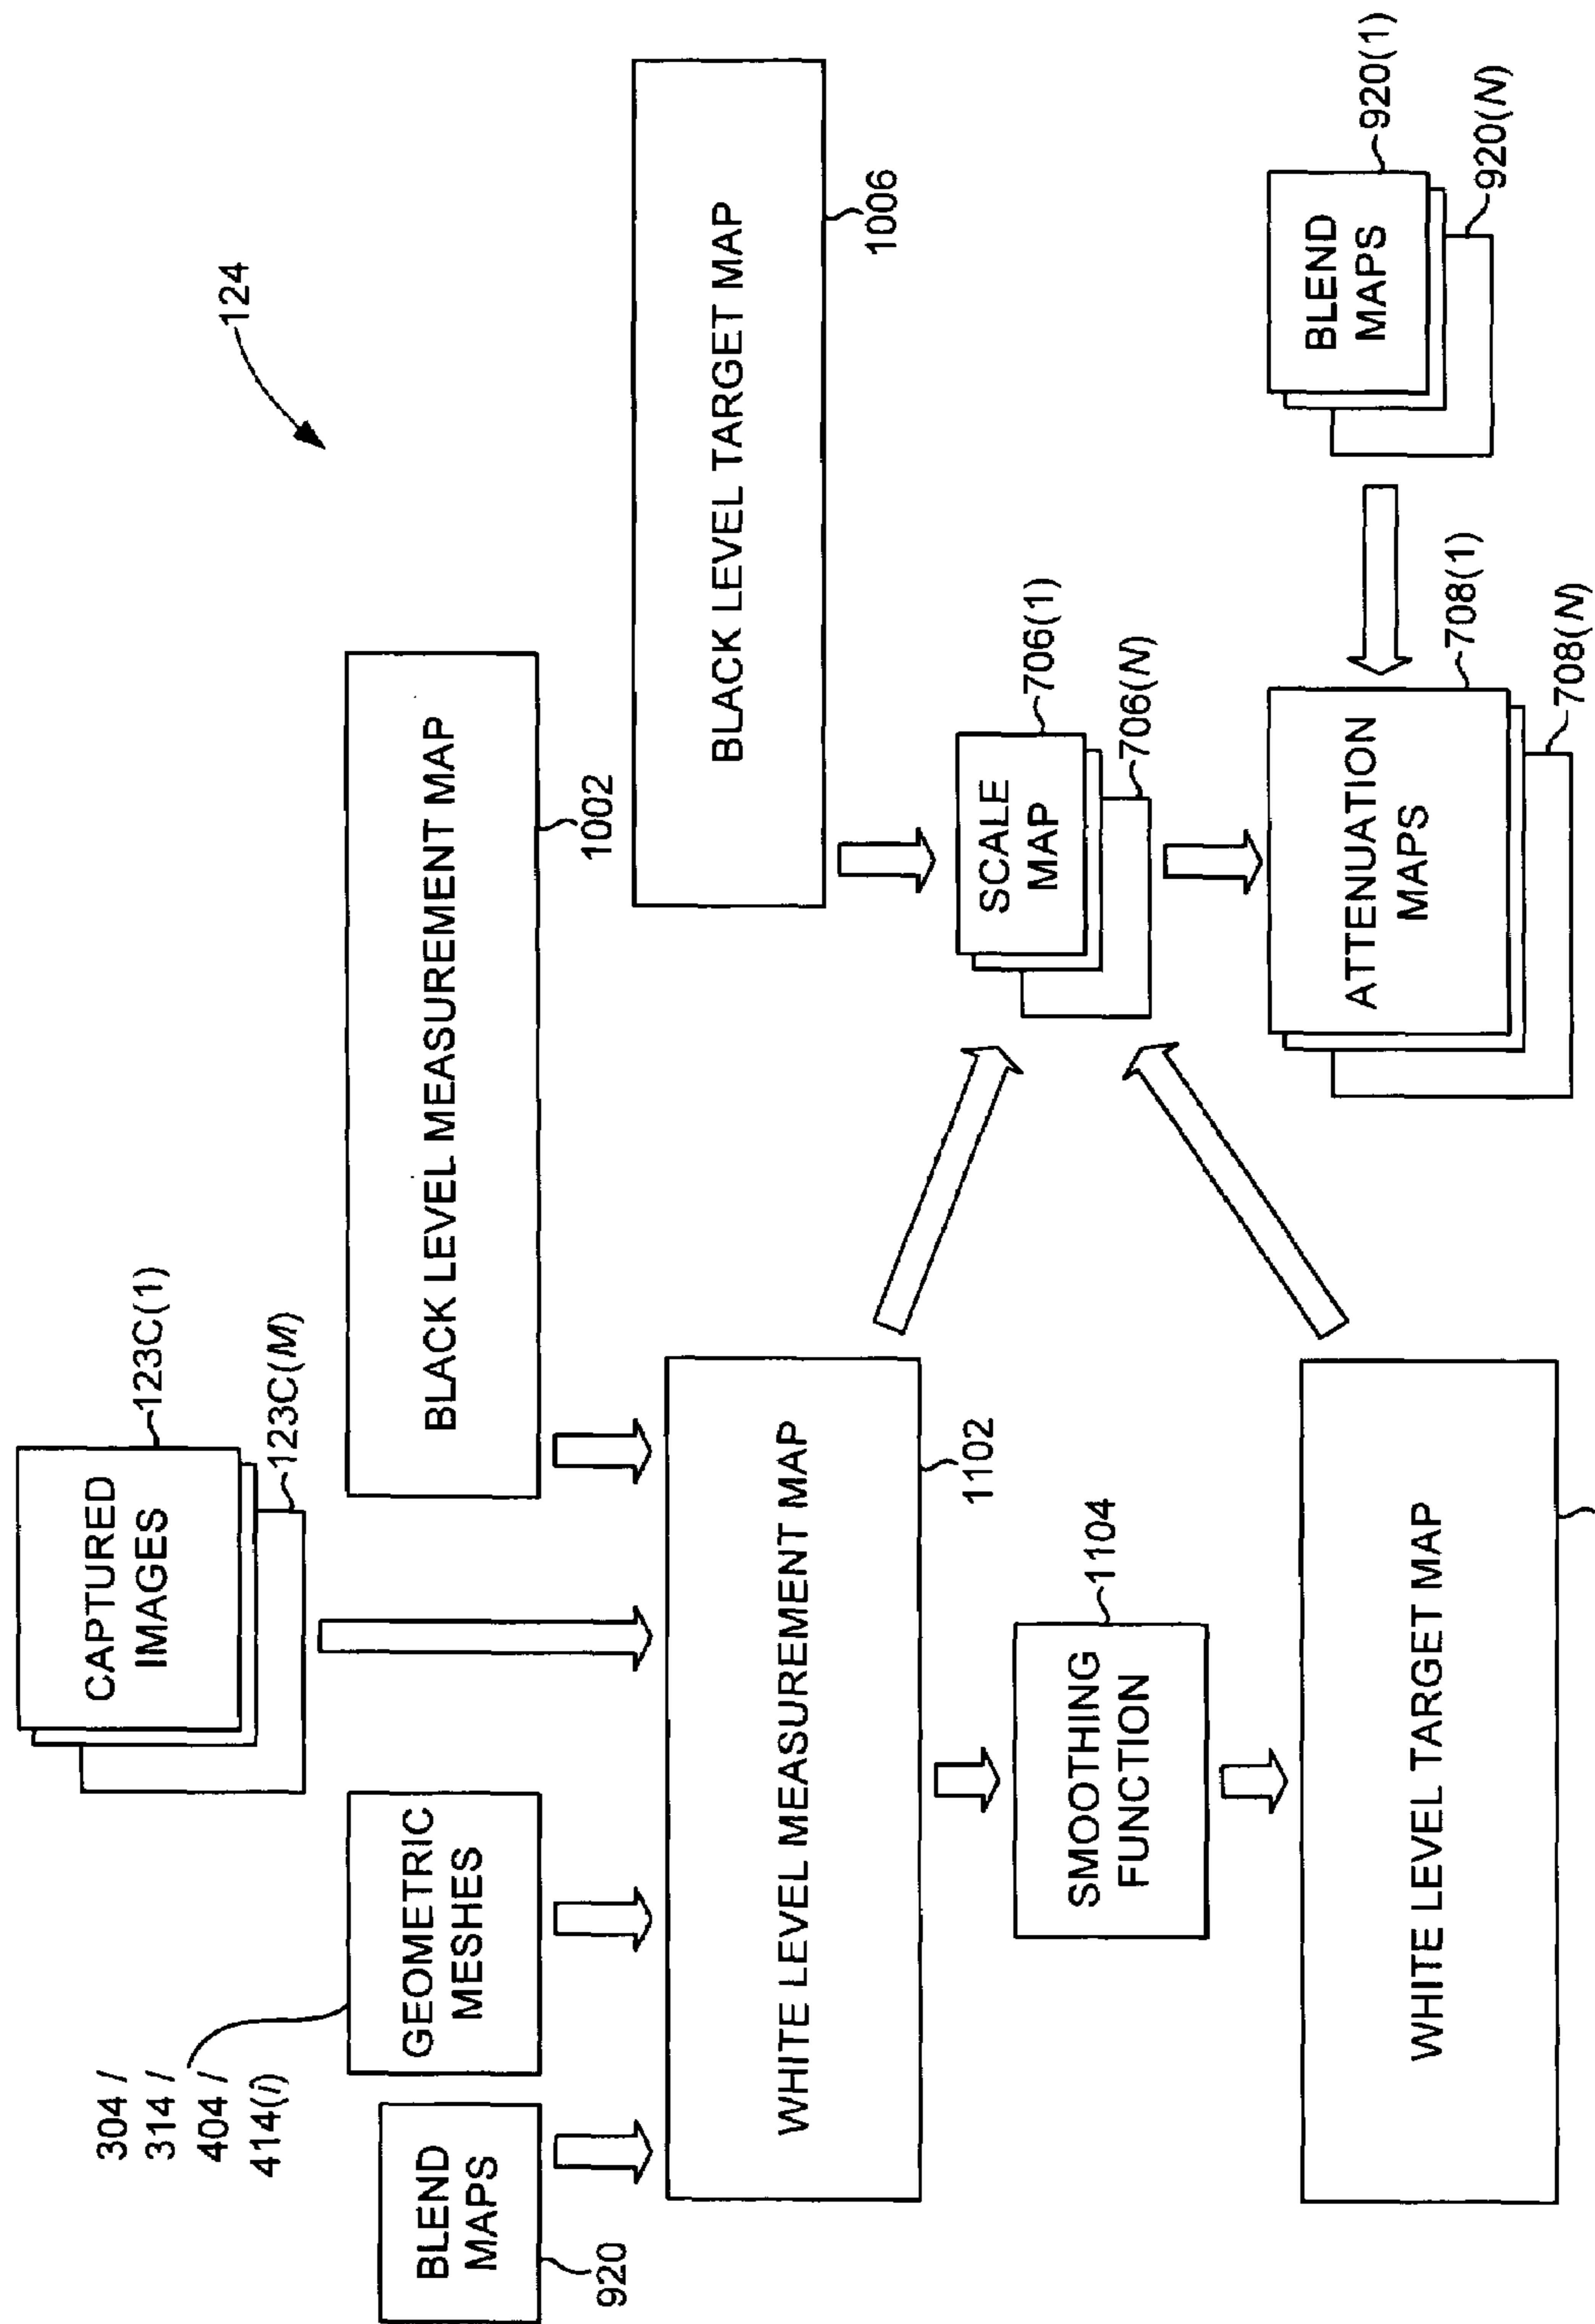 124
CAPTURED
IMAGES
123C(1)
123C(M)
304 /
314 /
404 /
414(i)
BLEND
MAPS
920
GEOMETRIC
MESHES
BLACK LEVEL MEASUREMENT MAP
1002
BLACK LEVEL TARGET MAP
1006
WHITE LEVEL MEASUREMENT MAP
1102
SMOOTHING
FUNCTION
1104
SCALE
MAP
706(1)
706(N)
WHITE LEVEL TARGET MAP
ATTENUATION
MAPS
708(1)
708(N)
BLEND
MAPS
920(1)
920(N)